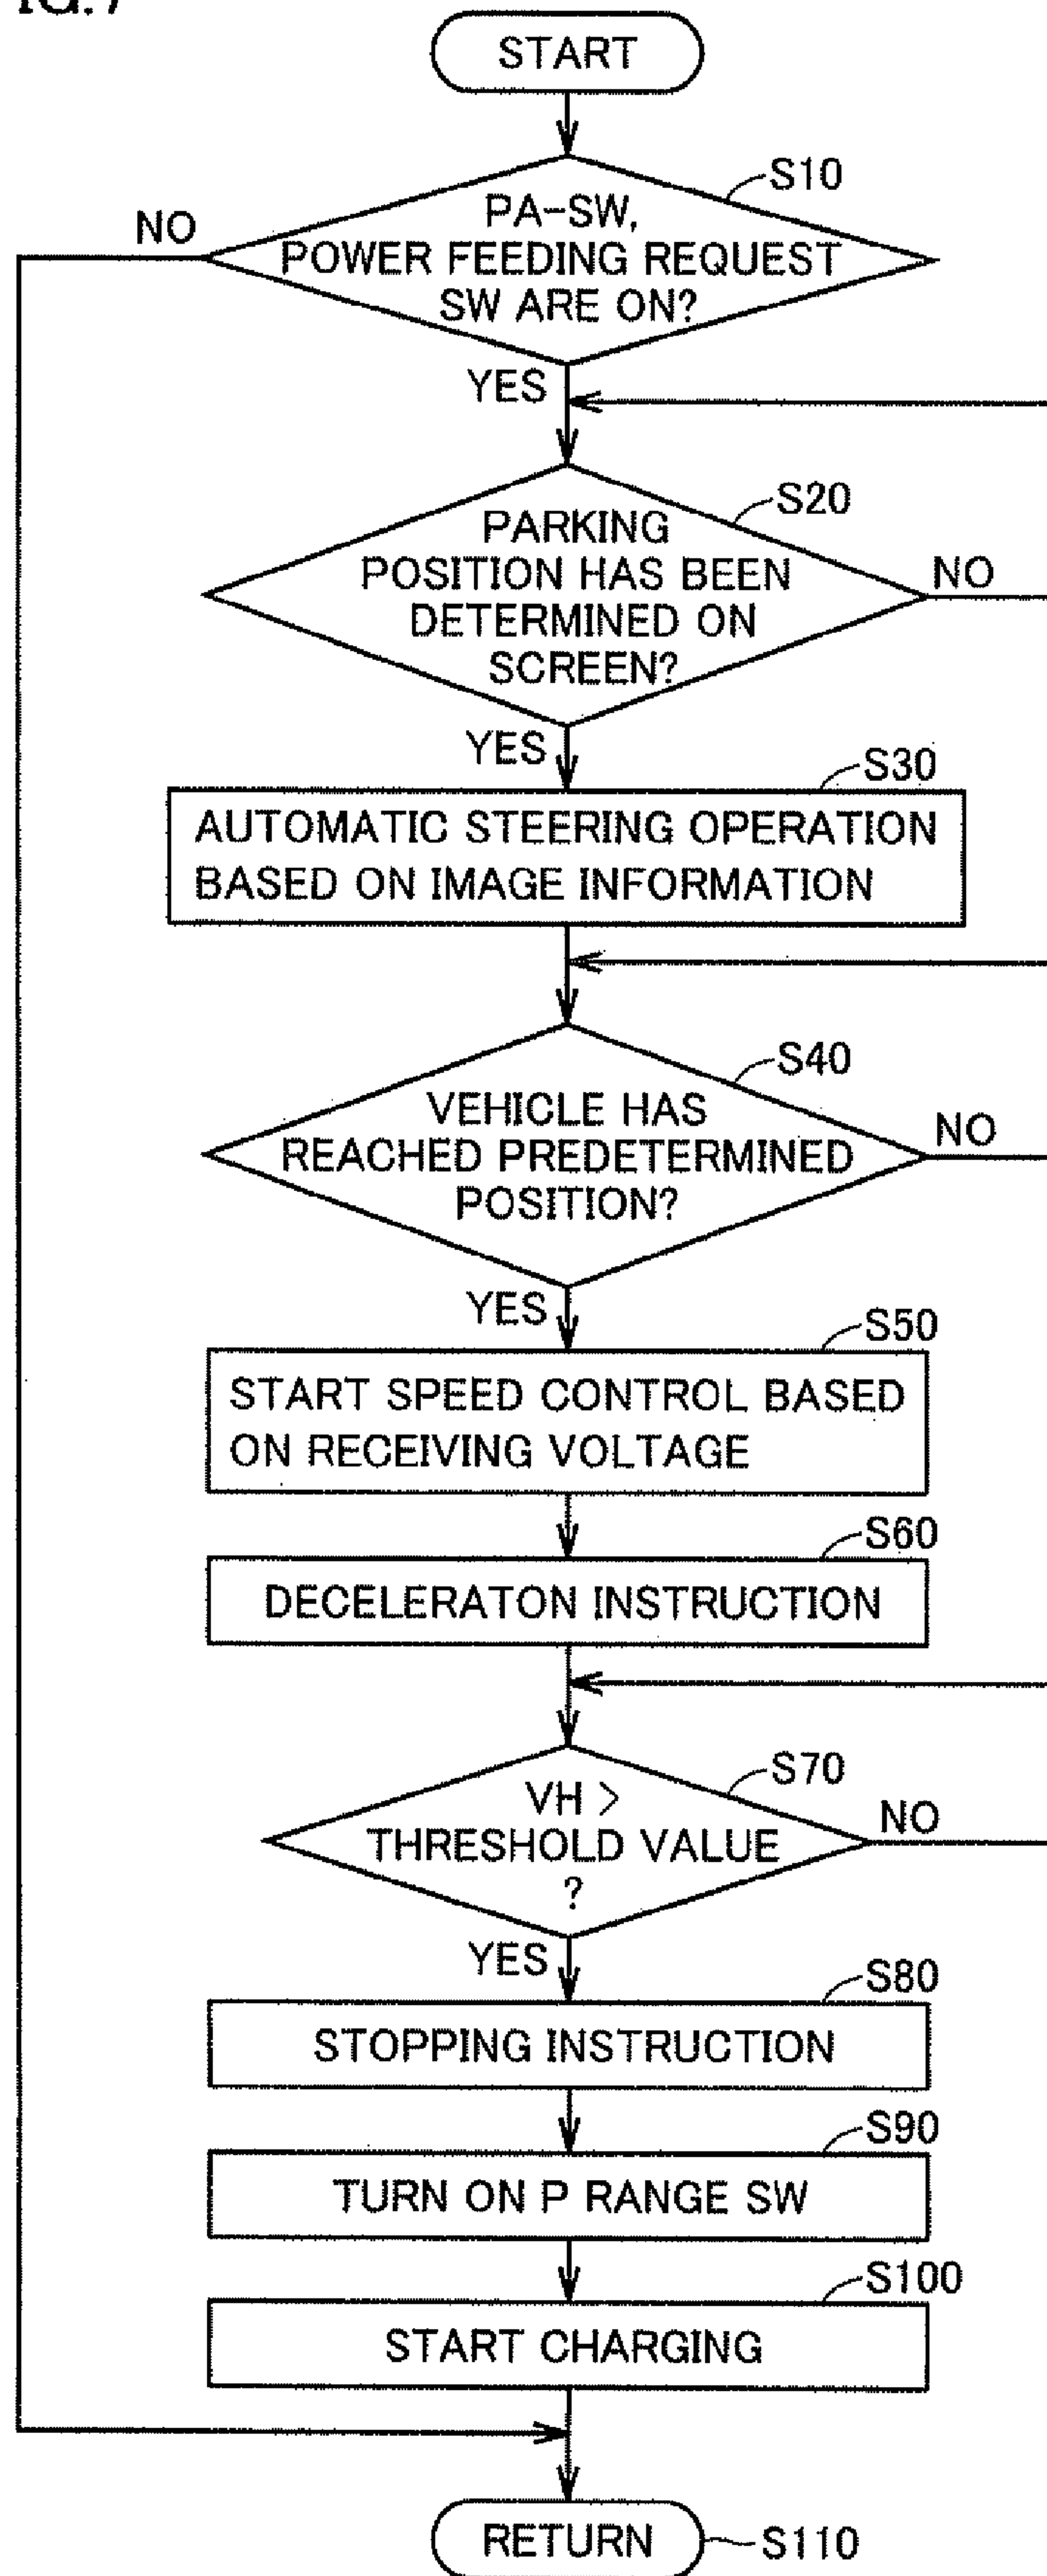 IG.7
START
S10
NO
PA-SW,
POWER FEEDING REQUEST
SW ARE ON?
YES
S20
PARKING
POSITION HAS BEEN
DETERMINED ON
SCREEN?
NO
YES
S30
AUTOMATIC STEERING OPERATION
BASED ON IMAGE INFORMATION
S40
VEHICLE HAS
REACHED PREDETERMINED
POSITION?
NO
YES
S50
START SPEED CONTROL BASED
ON RECEIVING VOLTAGE
S60
DECELERATON INSTRUCTION
S70
VH >
THRESHOLD VALUE
?
NO
YES
S80
STOPPING INSTRUCTION
S90
TURN ON P RANGE SW
S100
START CHARGING
RETURN
S110